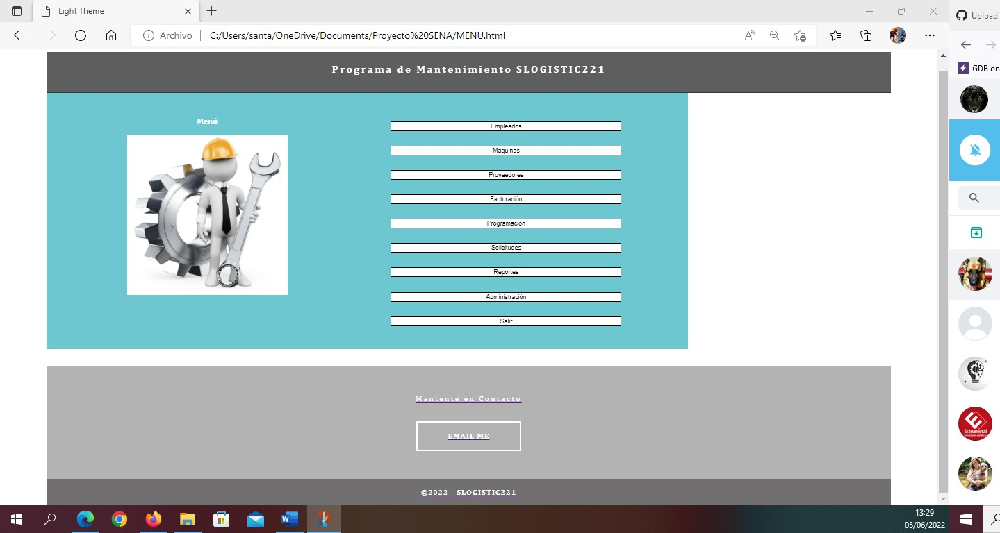 Light Theme
Upload
Archivo
C:/Users/santa/OneDrive/Documents/Proyecto%20SENA/MENU.html
GDB on
Programa de Mantenimiento SLOGISTIC221
Menú
Empleados
Maquinas
Proveedores
Facturación
Programación
Solicitudes
Reportes
Administración
Salir
Mantente en Contacto
EMAIL ME
©2022 - SLOGISTIC221
Estrumetal
13:29
05/06/2022